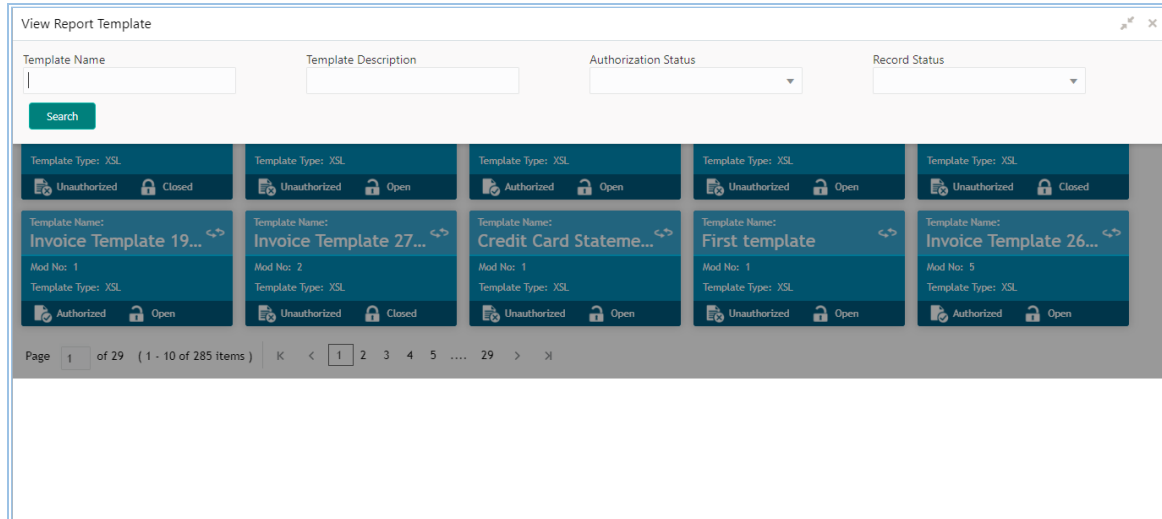 View Report Template
Template Name Template Description Authorization Status Record Status
Search
Template Type: XSL Template Type: XSL Template Type: XSL Template Type: XSL Template Type: XSL
Unauthorized Closed Unauthorized Open Authorized Open Unauthorized Open Unauthorized Closed
Template Name: Template Name: Template Name: Template Name: Template Name:
Invoice Template 19... Invoice Template 27... Credit Card Stateme... First template Invoice Template 26...
Mod No: 1 Mod No: 2 Mod No: 1 Mod No: 1 Mod No: 5
Template Type: XSL Template Type: XSL Template Type: XSL Template Type: XSL Template Type: XSL
Authorized Open Unauthorized Closed Unauthorized Open Unauthorized Open Authorized Open
Page 1 of 29 ( 1 - 10 of 285 items ) 1 2 3 4 5 .... 29